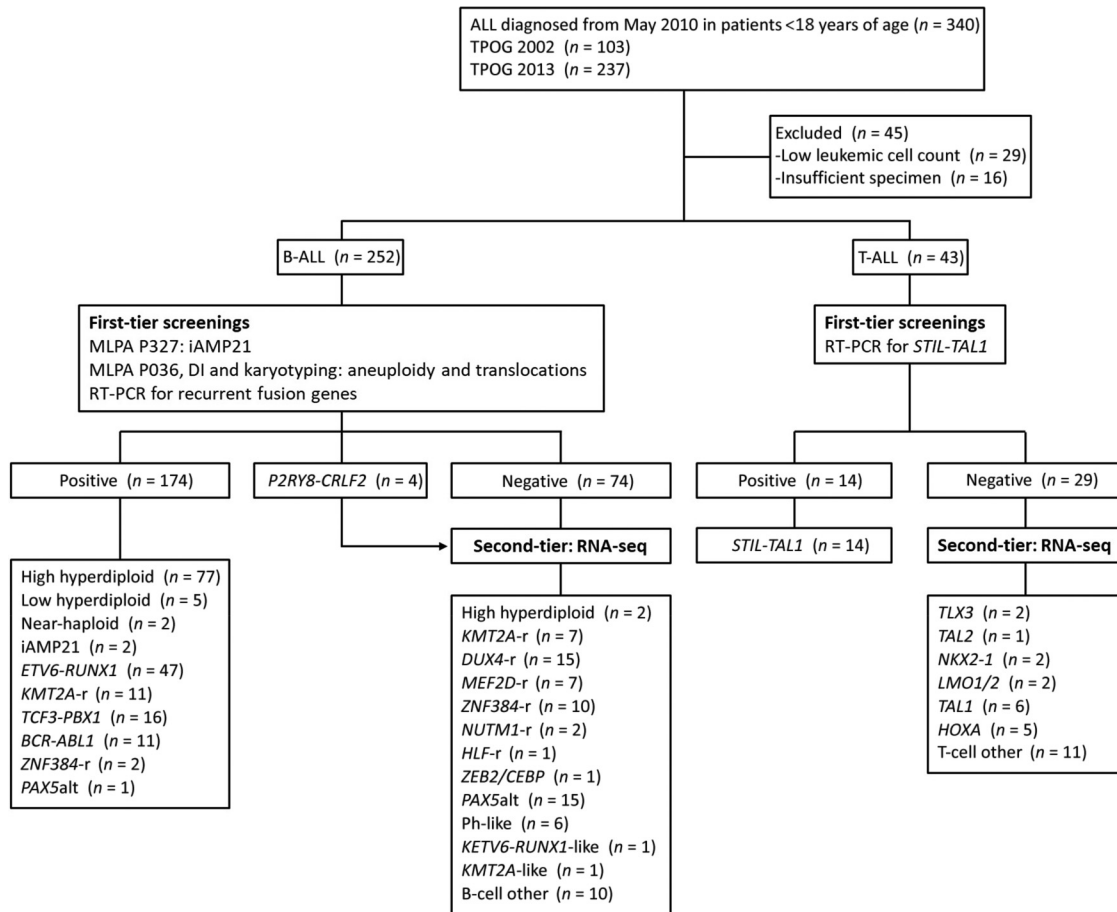 ALL diagnosed from May 2010 in patients <18 years of age (n = 340)
TPOG 2002 (n = 103)
TPOG 2013 (n = 237)
Excluded (n = 45)
-Low leukemic cell count (n = 29)
-Insufficient specimen (n = 16)
B-ALL (n = 252)
T-ALL (n = 43)
First-tier screenings
MLPA P327: iAMP21
MLPA P036, DI and karyotyping: aneuploidy and translocations
RT-PCR for recurrent fusion genes
First-tier screenings
RT-PCR for STIL-TAL1
Positive (n = 174)
P2RY8-CRLF2 (n = 4)
Negative (n = 74)
Positive (n = 14)
Negative (n = 29)
Second-tier: RNA-seq
STIL-TAL1 (n = 14)
Second-tier: RNA-seq
High hyperdiploid (n = 77)
Low hyperdiploid (n = 5)
Near-haploid (n = 2)
iAMP21 (n = 2)
ETV6-RUNX1 (n = 47)
KMT2A-r (n = 11)
TCF3-PBX1 (n = 16)
BCR-ABL1 (n = 11)
ZNF384-r (n = 2)
PAX5alt (n = 1)
High hyperdiploid (n = 2)
KMT2A-r (n = 7)
DUX4-r (n = 15)
MEF2D-r (n = 7)
ZNF384-r (n = 10)
NUTM1-r (n = 2)
HLF-r (n = 1)
ZEB2/CEBP (n = 1)
PAX5alt (n = 15)
Ph-like (n = 6)
KETV6-RUNX1-like (n = 1)
KMT2A-like (n = 1)
B-cell other (n = 10)
TLX3 (n = 2)
TAL2 (n = 1)
NKX2-1 (n = 2)
LMO1/2 (n = 2)
TAL1 (n = 6)
HOXA (n = 5)
T-cell other (n = 11)